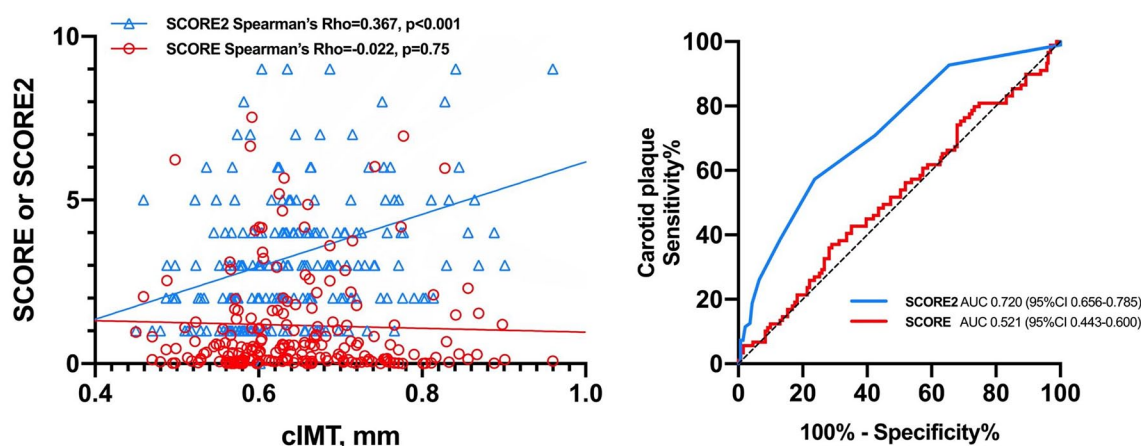 SCORE2 Spearman's Rho=0.367, p<0.001
SCORE Spearman's Rho=-0.022, p=0.75
SCORE or SCORE2
10
5
0
0.4 0.6 0.8 1.0
cIMT, mm
Carotid plaque
Sensitivity%
100
80
60
40
20
0
SCORE2 AUC 0.720 (95%CI 0.656-0.785)
SCORE AUC 0.521 (95%CI 0.443-0.600)
0 20 40 60 80 100
100% - Specificity%